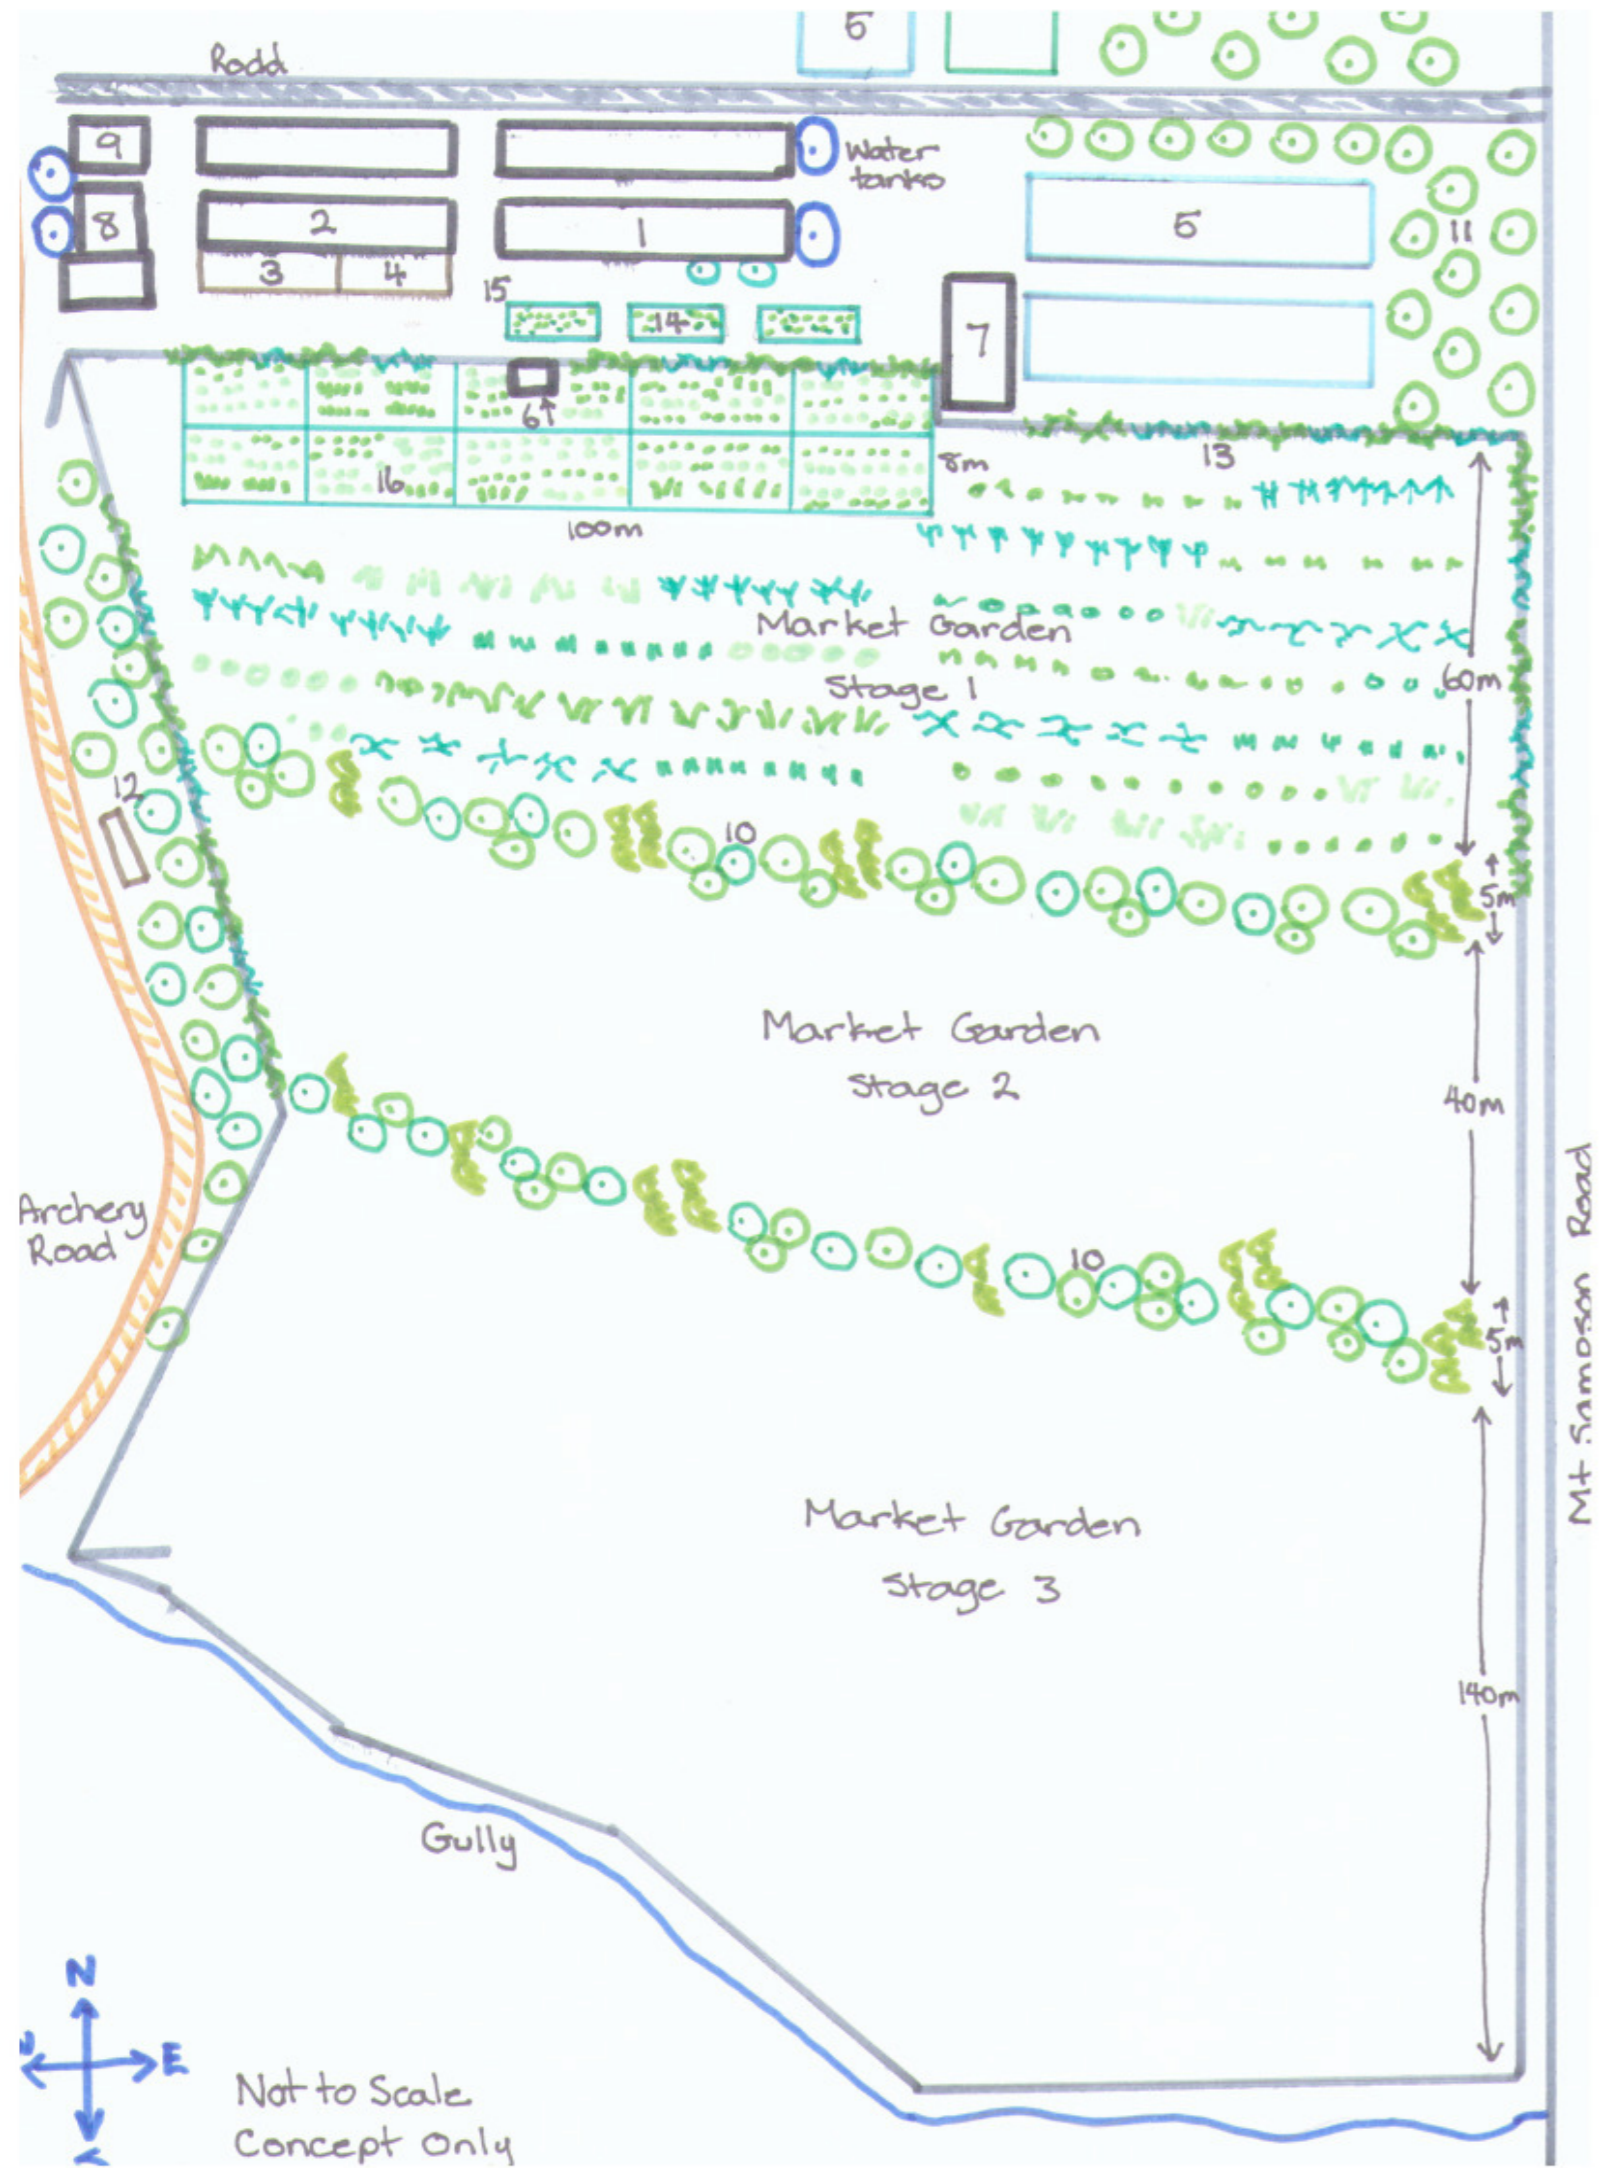 5
Rodd
9
Water
tanks
8
2
1
5
11
3
4
15
14
7
6
13
16
8m
100m
Market Garden
Stage 1
60m
12
10
5m
Market Garden
Stage 2
40m
Archery
Road
10
5m
Mt Samoson Road
Market Garden
Stage 3
140m
Gully
N
E
Not to Scale
Concept Only